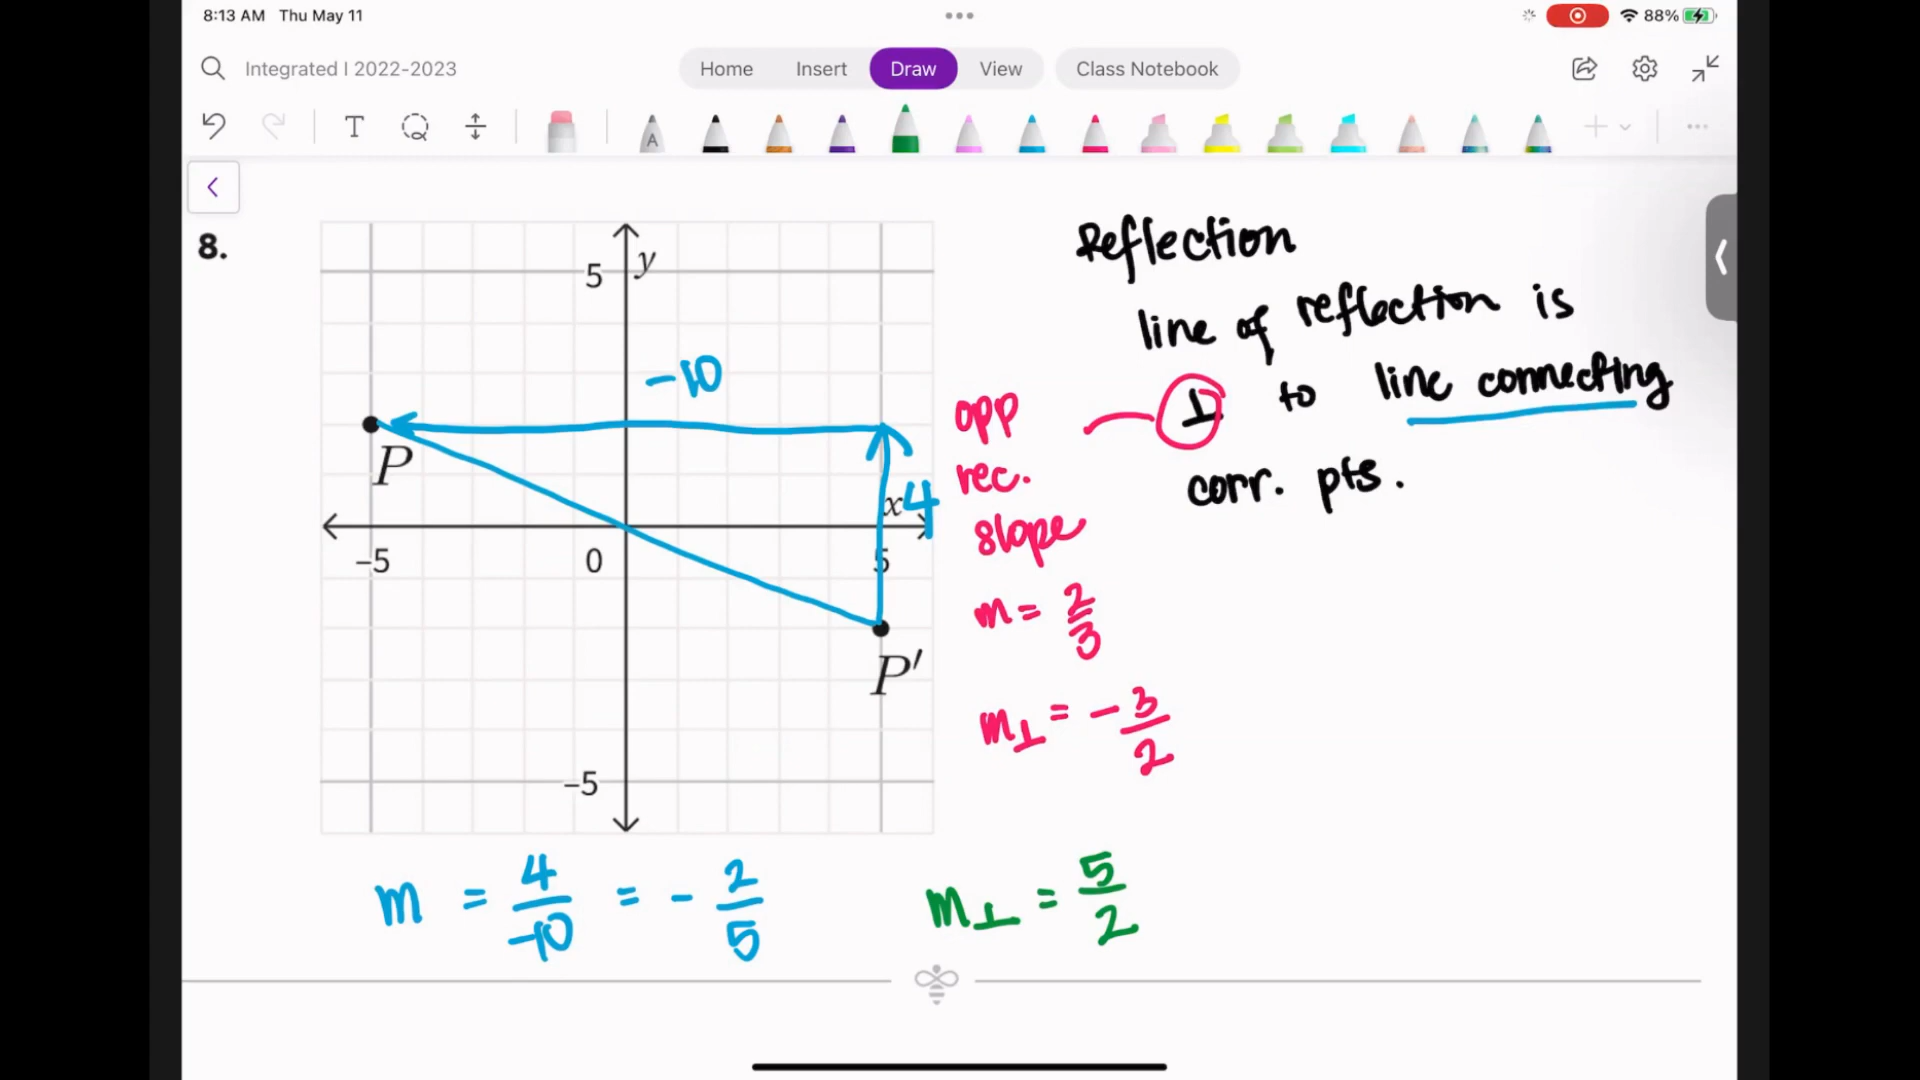 8:13 AM Thu May 11
88%
Integrated I 2022-2023
Home
Insert
Draw
View
Class Notebook
T
A
8.
y
5
-10
P
x
4
-5
0
5
P'
-5
Reflection
line of reflection is
⊥ to line connecting
corr. pts.
opp
rec.
slope
m = 2/3
m⊥ = - 3/2
m = 4/-10 = - 2/5
m⊥ = 5/2